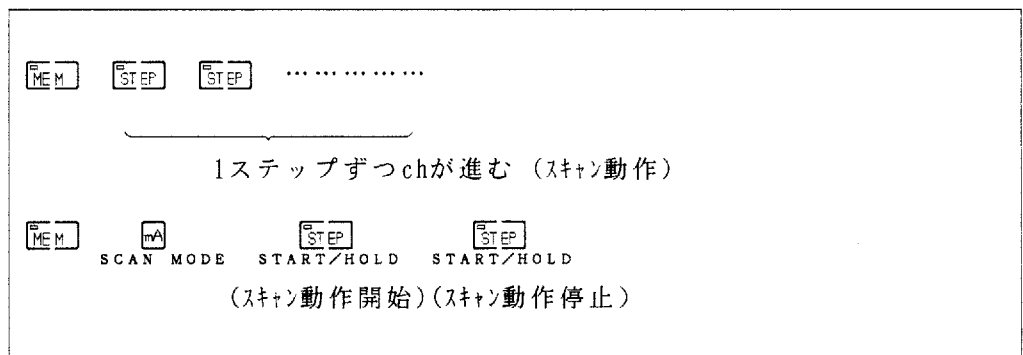 MEM STEP STEP ……………
1ステップずつchが進む (スキャン動作)
MEM mA STEP STEP
SCAN MODE START/HOLD START/HOLD
(スキャン動作開始)(スキャン動作停止)